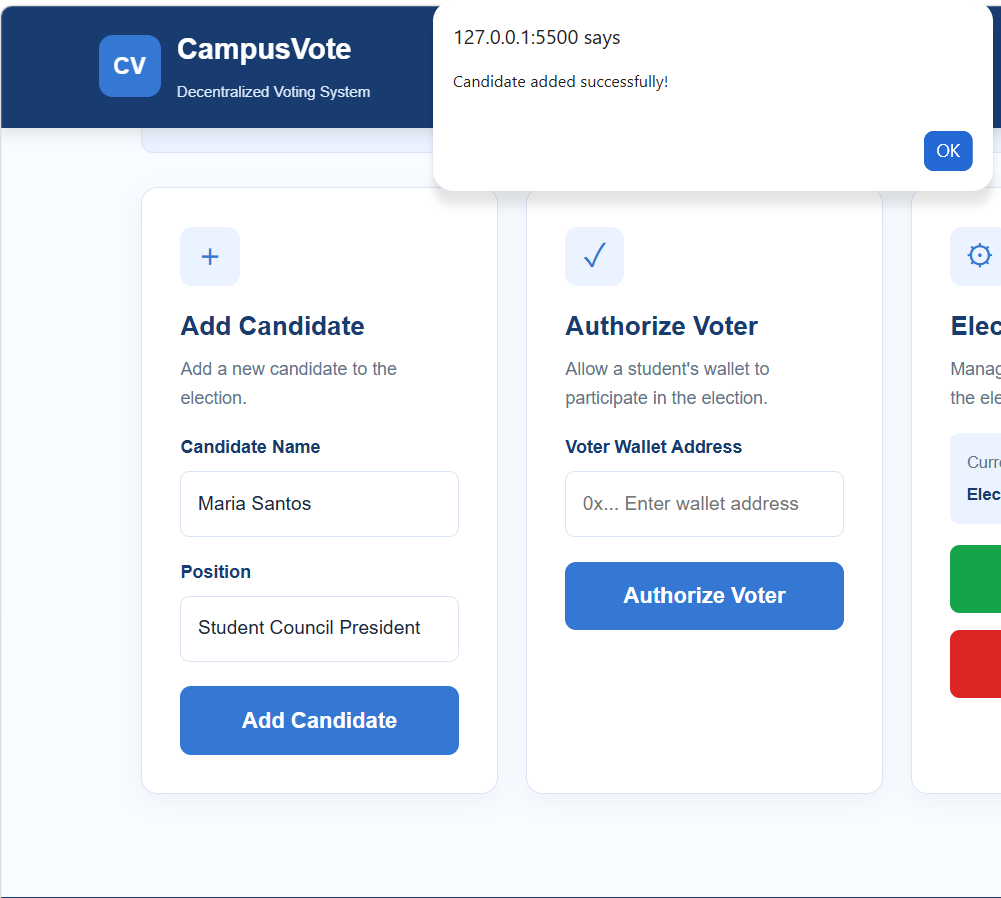 CV
CampusVote
Decentralized Voting System
127.0.0.1:5500 says
Candidate added successfully!
OK
+
Add Candidate
Add a new candidate to the
election.
Candidate Name
Maria Santos
Position
Student Council President
Add Candidate
✓
Authorize Voter
Allow a student's wallet to
participate in the election.
Voter Wallet Address
0x... Enter wallet address
Authorize Voter
the